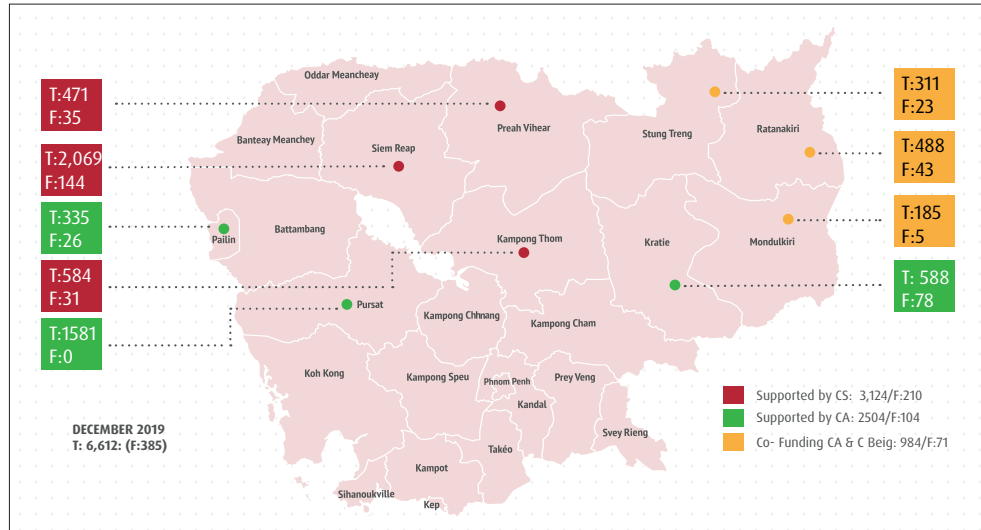 T:471
F:35
T:2,069
F:144
T:335
F:26
T:584
F:31
T:1581
F:0
Oddar Meancheay
Banteay Meanchey
Siem Reap
Preah Vihear
Stung Treng
Ratanakiri
Pailin
Battambang
Kampong Thom
Kratie
Mondulkiri
Pursat
Kampong Chhnang
Kampong Cham
Koh Kong
Kampong Speu
Phnom Penh
Prey Veng
Kandal
Svey Rieng
Takéo
Kampot
Sihanoukville
Kep
T:311
F:23
T:488
F:43
T:185
F:5
T: 588
F:78
Supported by CS: 3,124/F:210
Supported by CA: 2504/F:104
Co- Funding CA & C Beig: 984/F:71
DECEMBER 2019
T: 6,612: (F:385)